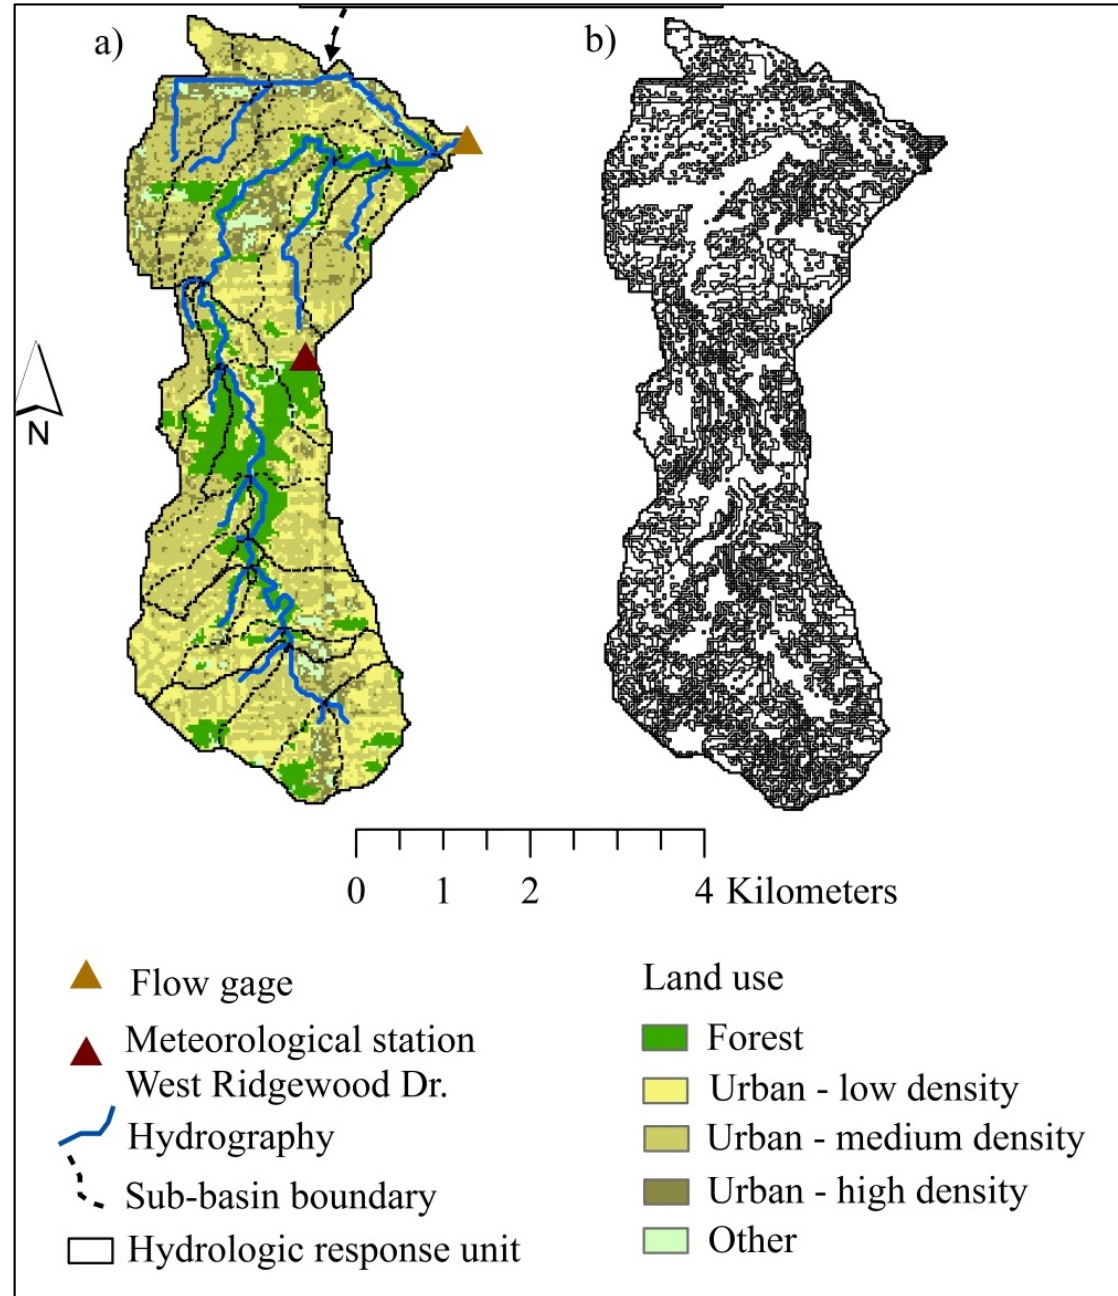 a)
b)
N
0 1 2 4 Kilometers
Flow gage
Meteorological station
West Ridgewood Dr.
Hydrography
Sub-basin boundary
Hydrologic response unit
Land use
Forest
Urban - low density
Urban - medium density
Urban - high density
Other